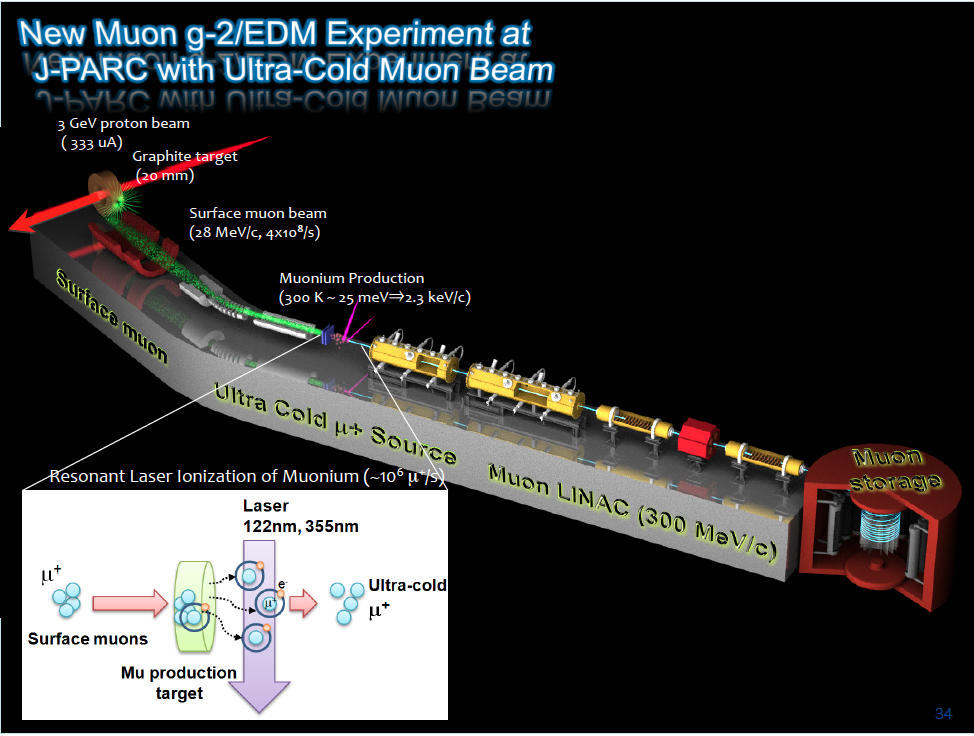 New Muon g-2/EDM Experiment at
J-PARC with Ultra-Cold Muon Beam
3 GeV proton beam
( 333 uA)
Graphite target
(20 mm)
Surface muon beam
(28 MeV/c, 4x10⁸/s)
Muonium Production
(300 K ~ 25 meV⇒2.3 keV/c)
Surface muon
Ultra Cold μ+ Source
Muon LINAC (300 MeV/c)
Muon
storage
Resonant Laser Ionization of Muonium (~10⁶ μ⁺/s)
Laser
122nm, 355nm
μ⁺
e⁻
μ⁺
Ultra-cold
μ⁺
Surface muons
Mu production
target
34